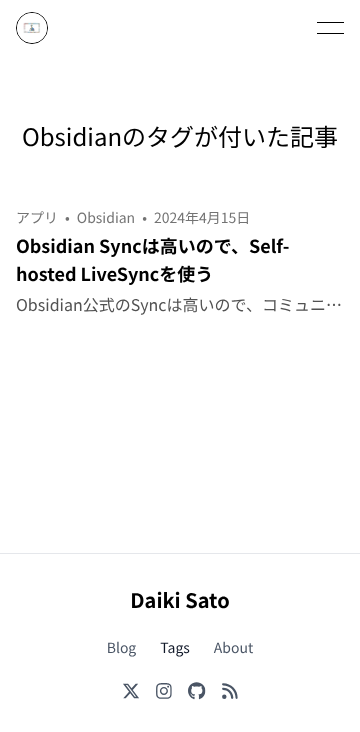 Obsidianのタグが付いた記事
アプリ • Obsidian • 2024年4月15日
Obsidian Syncは高いので、Self-
hosted LiveSyncを使う
Obsidian公式のSyncは高いので、コミュニ…
Daiki Sato
Blog Tags About